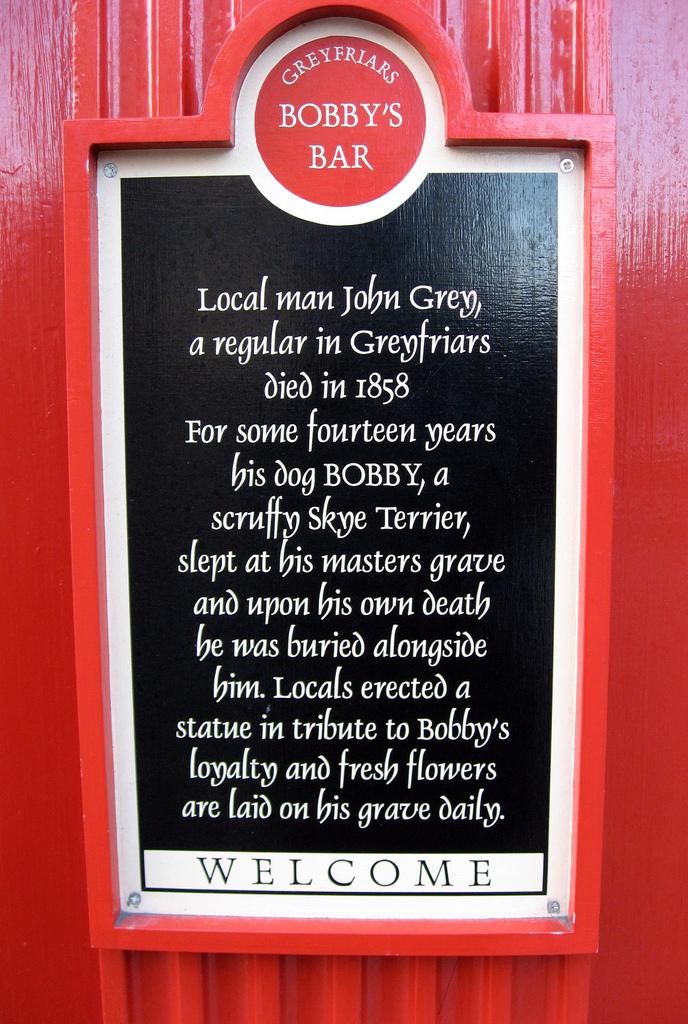 GREYFRIARS
BOBBY'S
BAR
Local man John Grey,
a regular in Greyfriars
died in 1858
For some fourteen years
his dog BOBBY, a
scruffy Skye Terrier,
slept at his masters grave
and upon his own death
he was buried alongside
him. Locals erected a
statue in tribute to Bobby's
loyalty and fresh flowers
are laid on his grave daily.
WELCOME